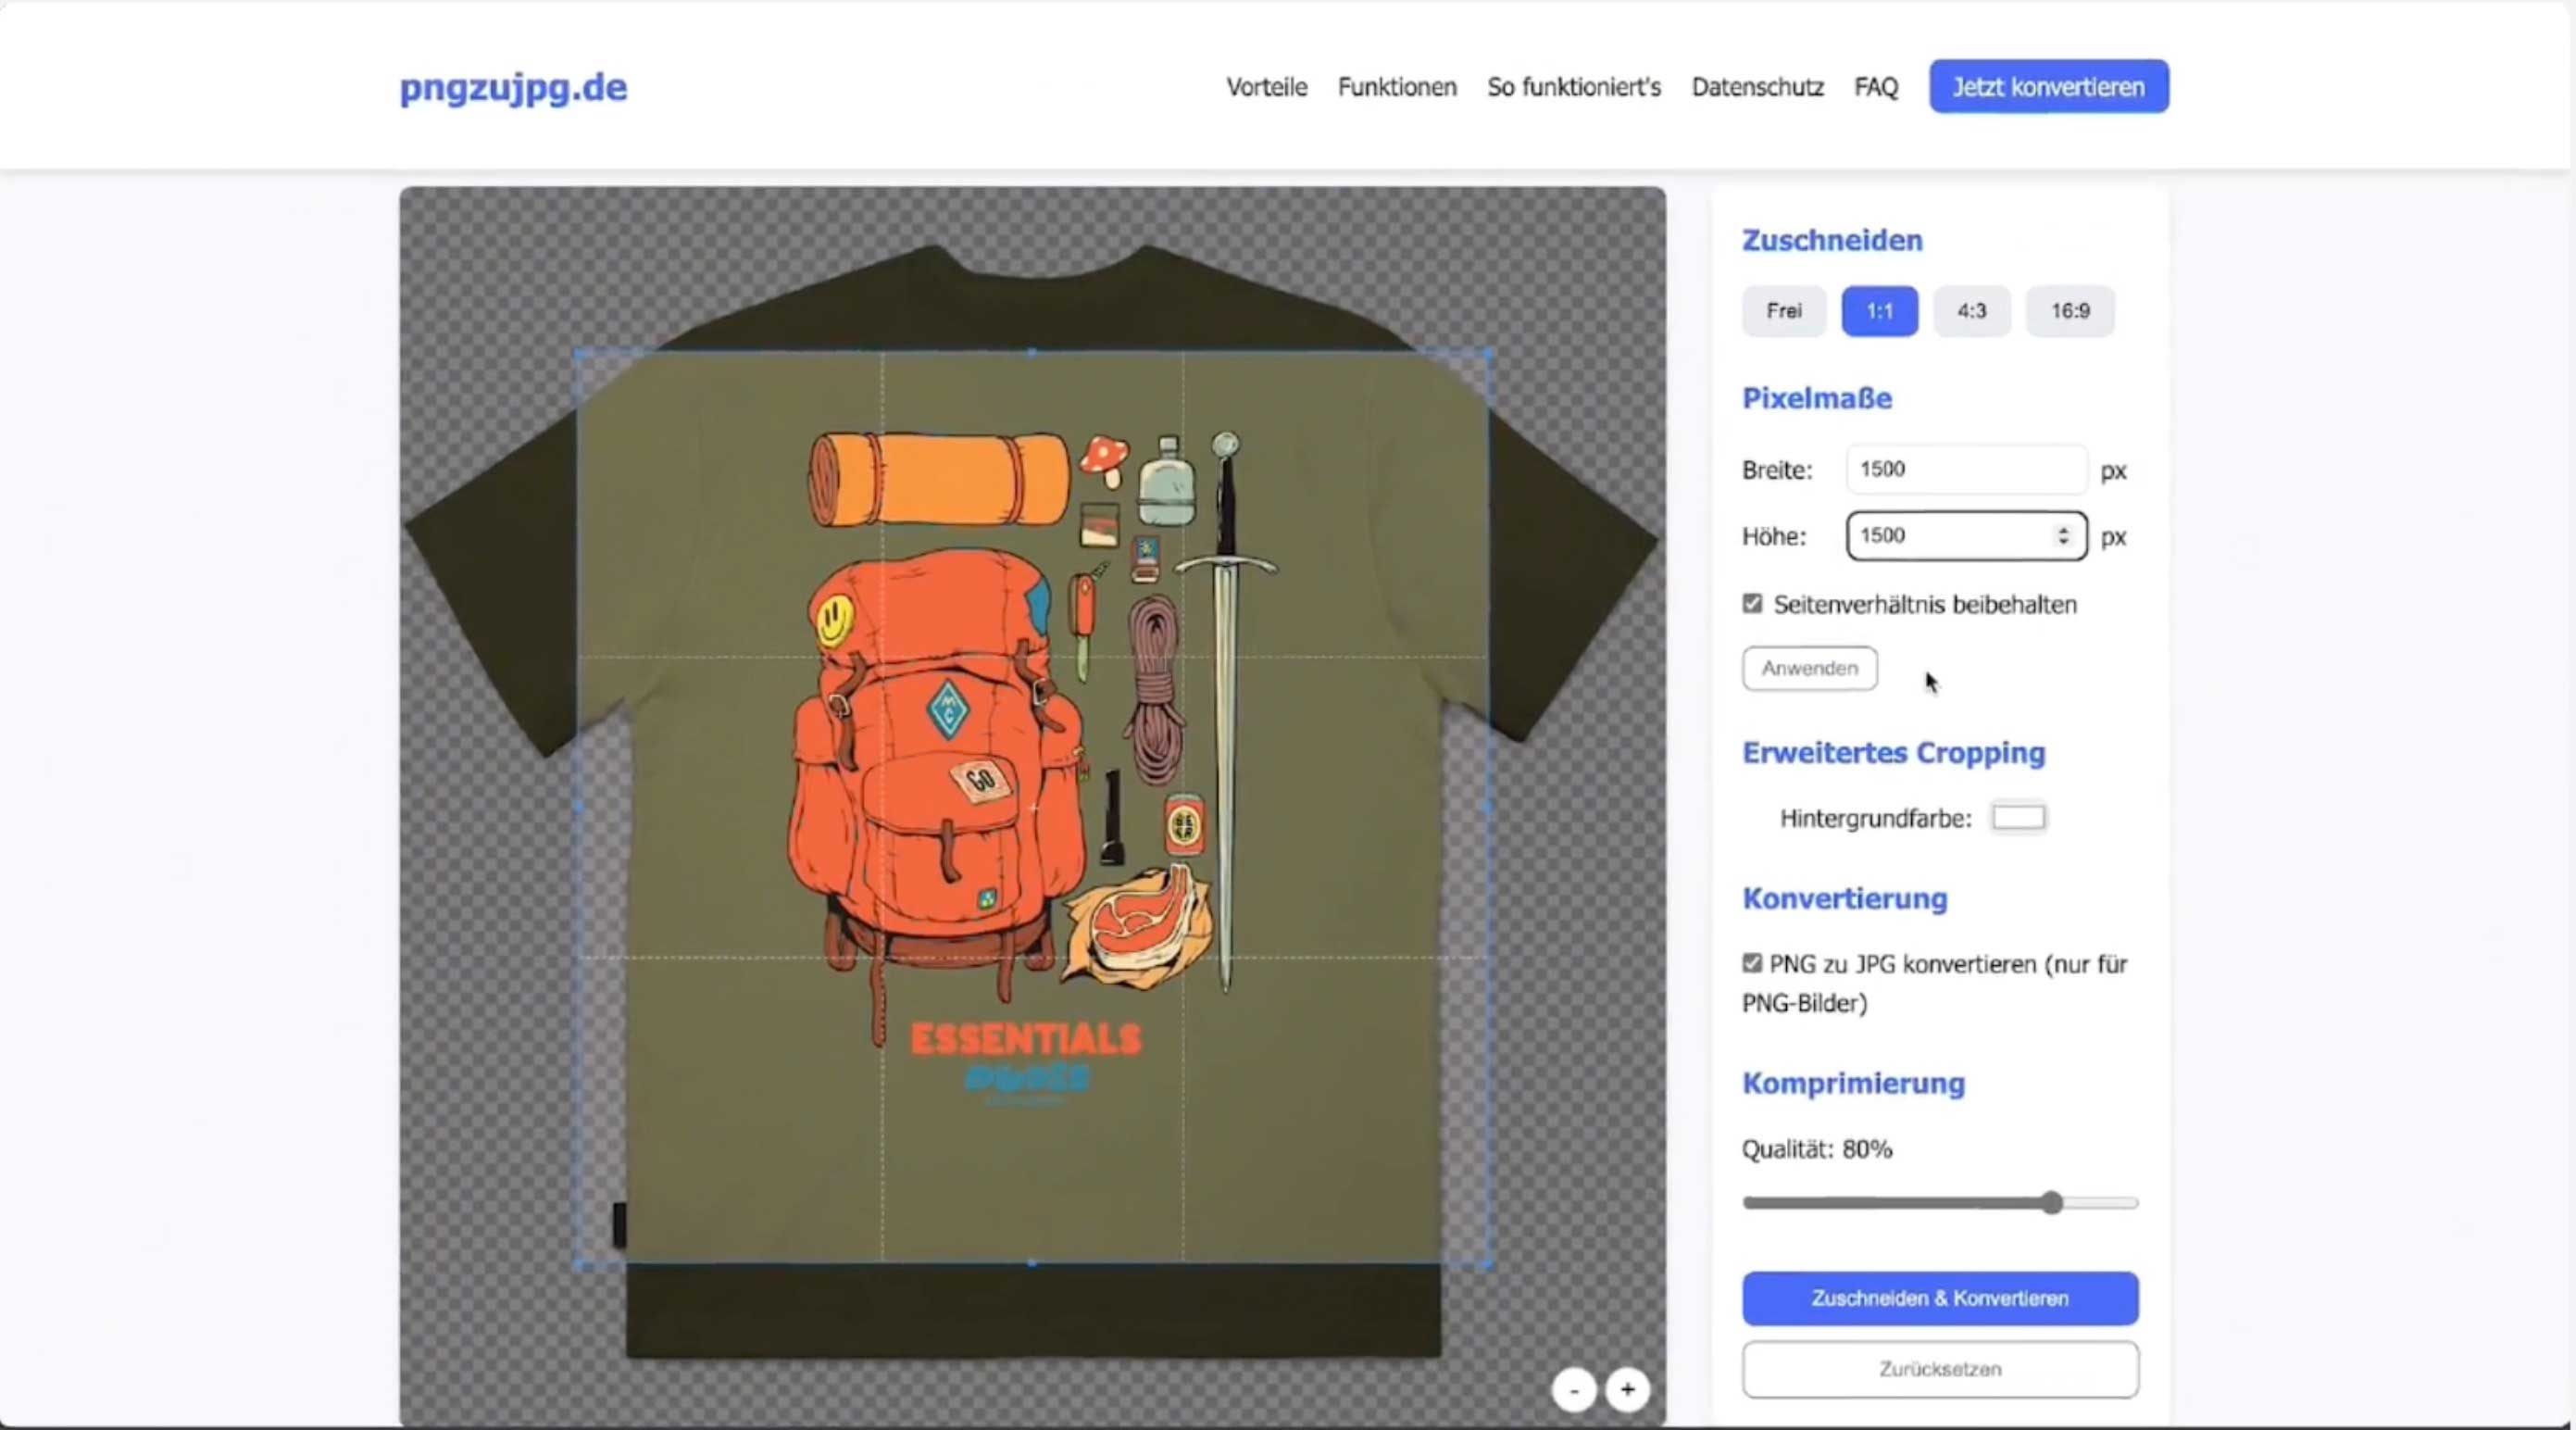 pngzujpg.de
Vorteile Funktionen So funktioniert's Datenschutz FAQ Jetzt konvertieren
Zuschneiden
Frei 1:1 4:3 16:9
Pixelmaße
Breite: 1500 px
Höhe: 1500 px
Seitenverhältnis beibehalten
Anwenden
Erweitertes Cropping
Hintergrundfarbe:
Konvertierung
PNG zu JPG konvertieren (nur für
PNG-Bilder)
Komprimierung
Qualität: 80%
Zuschneiden & Konvertieren
Zurücksetzen
- +
M
C
GO
ESSENTIALS